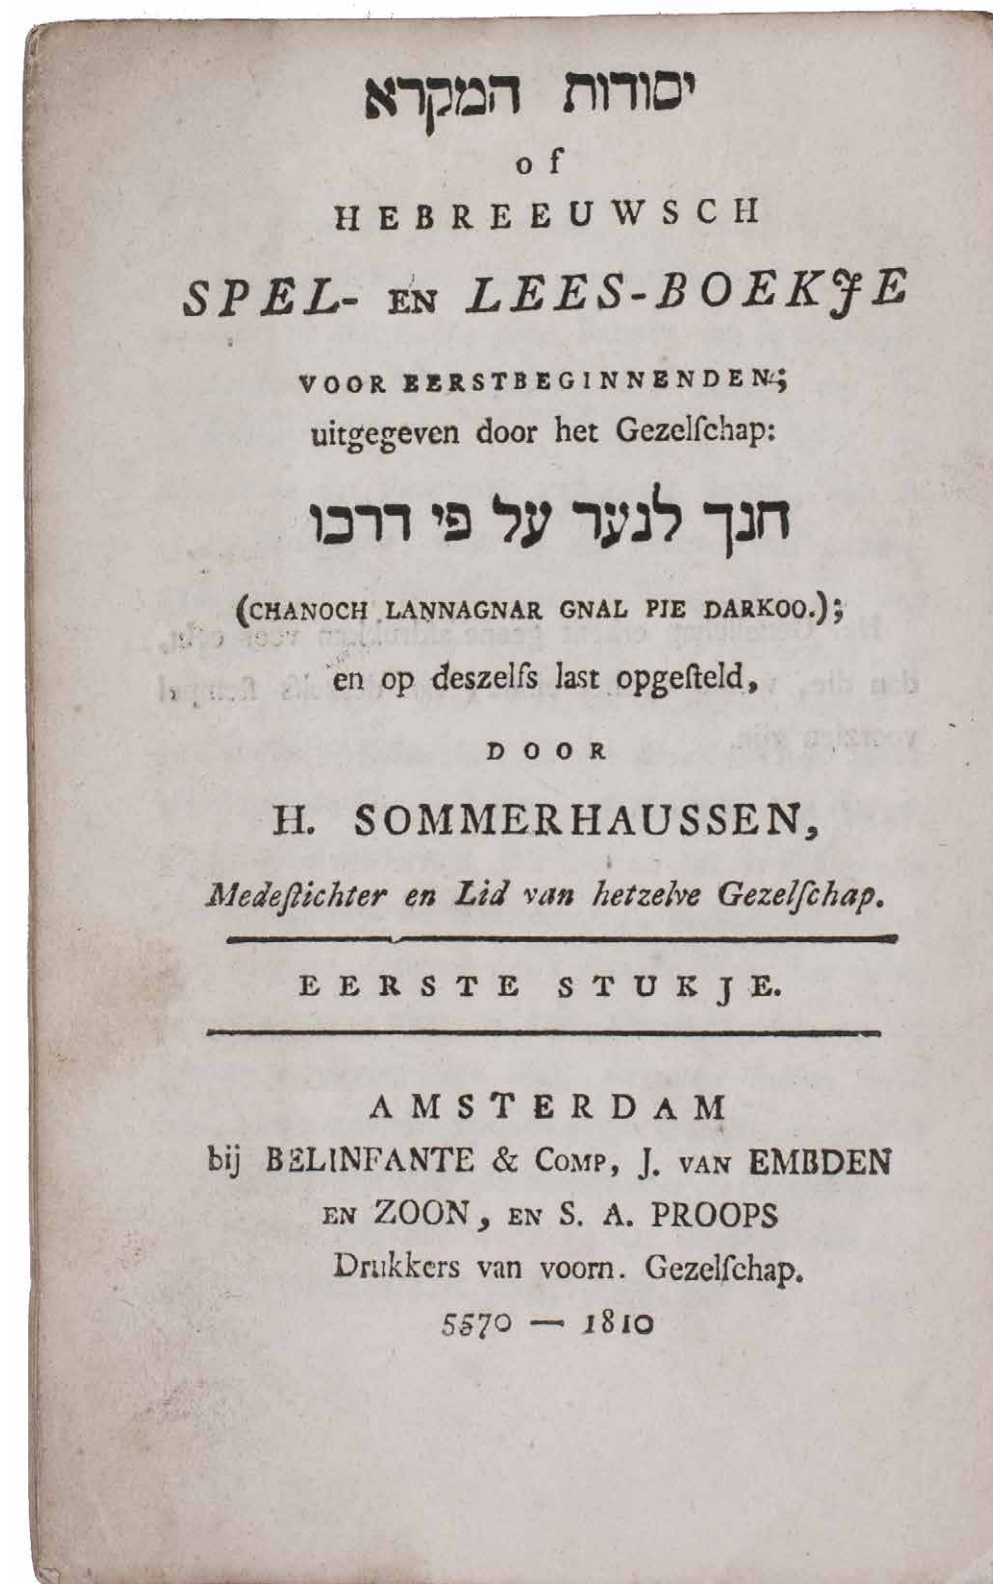 יסודות המקרא
of
HEBREEUWSCH
SPEL- EN LEES-BOEKJE
VOOR EERSTBEGINNENDEN;
uitgegeven door het Gezelſchap:
חנך לנער על פי דרכו
(CHANOCH LANNAGNAR GNAL PIE DARKOO.);
en op deszelfs last opgeſteld,
DOOR
H. SOMMERHAUSSEN,
Medeſtichter en Lid van hetzelve Gezelſchap.
EERSTE STUKJE.
AMSTERDAM
bij BELINFANTE & COMP, J. VAN EMBDEN
EN ZOON, EN S. A. PROOPS
Drukkers van voorn. Gezelſchap.
5570 — 1810